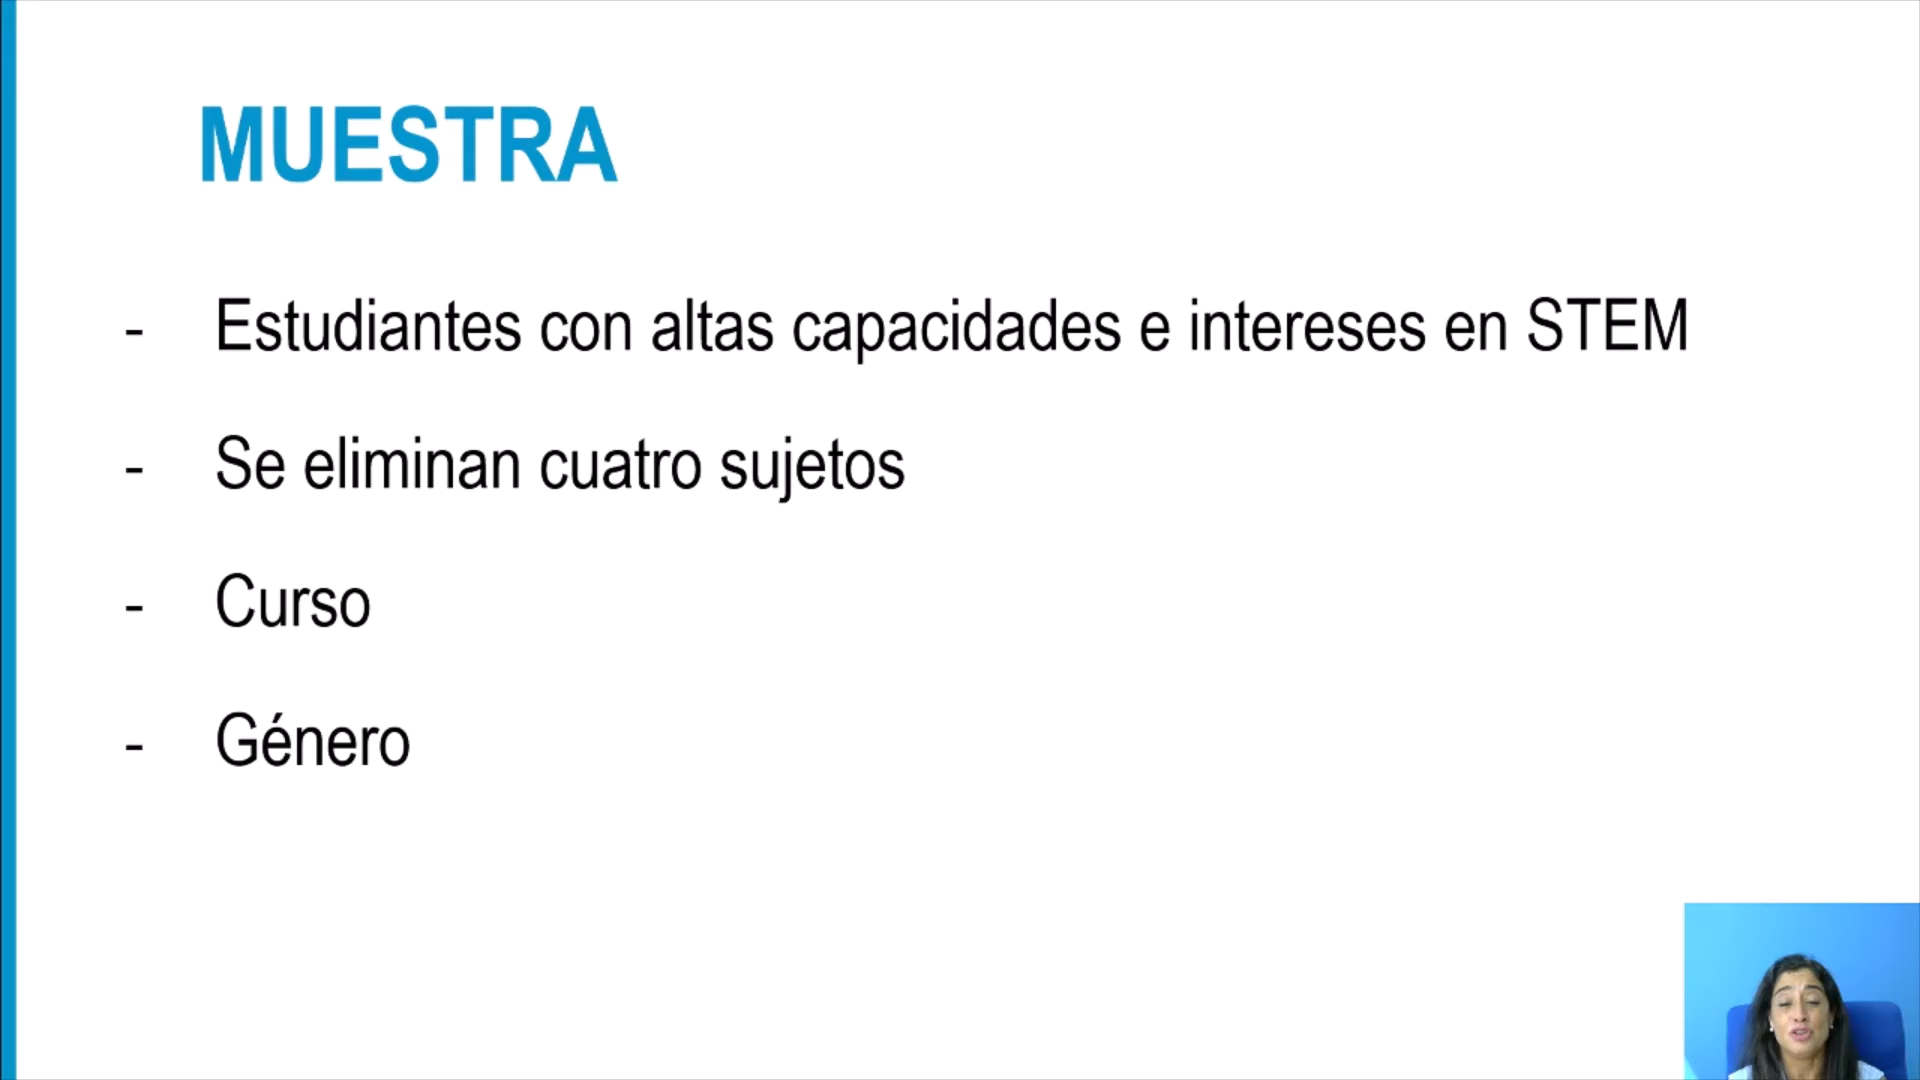 MUESTRA
- Estudiantes con altas capacidades e intereses en STEM
- Se eliminan cuatro sujetos
- Curso
- Género